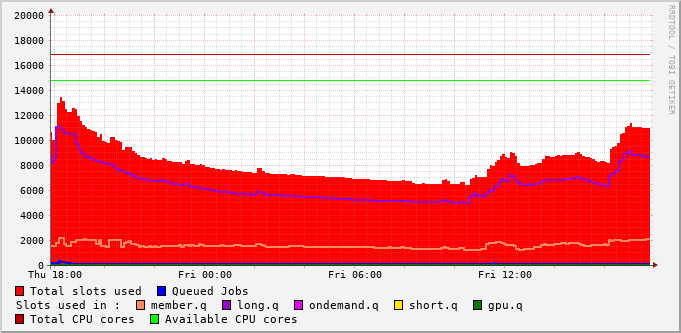 20000
18000
16000
14000
12000
10000
8000
6000
4000
2000
0
Thu 18:00 Fri 00:00 Fri 06:00 Fri 12:00
Total slots used Queued Jobs
Slots used in : member.q long.q ondemand.q short.q gpu.q
Total CPU cores Available CPU cores
RRDTOOL / TOBI OETIKER